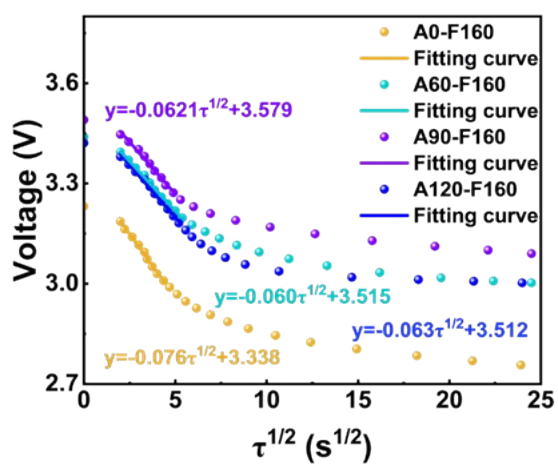 A0-F160
Fitting curve
A60-F160
Fitting curve
A90-F160
Fitting curve
A120-F160
Fitting curve
y=-0.0621τ^{1/2}+3.579
y=-0.060τ^{1/2}+3.515
y=-0.063τ^{1/2}+3.512
y=-0.076τ^{1/2}+3.338
Voltage (V)
3.6
3.3
3.0
2.7
0 5 10 15 20 25
τ^{1/2} (s^{1/2})